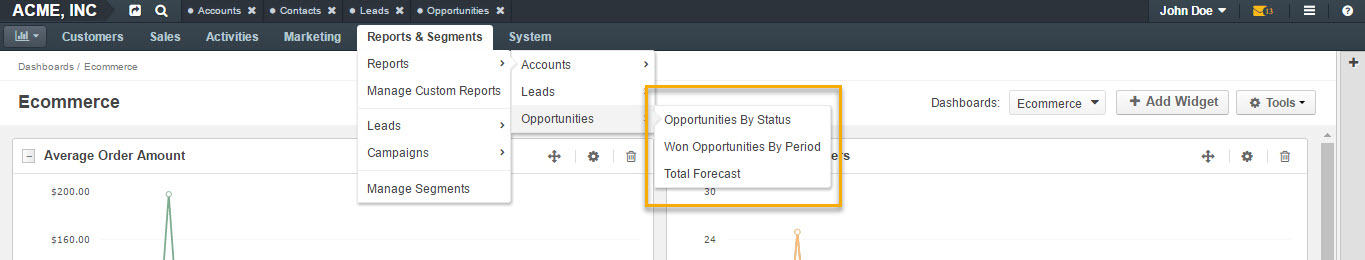 ACME, INC Accounts Contacts Leads Opportunities John Doe 13
Customers Sales Activities Marketing Reports & Segments System
Dashboards / Ecommerce
Ecommerce
Reports
Manage Custom Reports
Leads
Campaigns
Manage Segments
Accounts
Leads
Opportunities
Opportunities By Status
Won Opportunities By Period
Total Forecast
Dashboards: Ecommerce + Add Widget Tools
Average Order Amount
$200.00
$160.00
30
24